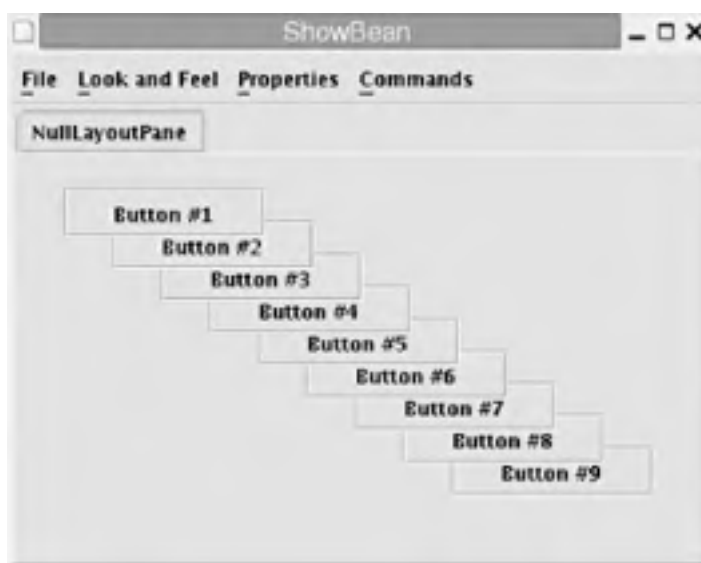 ShowBean
File Look and Feel Properties Commands
NullLayoutPane
Button #1
Button #2
Button #3
Button #4
Button #5
Button #6
Button #7
Button #8
Button #9